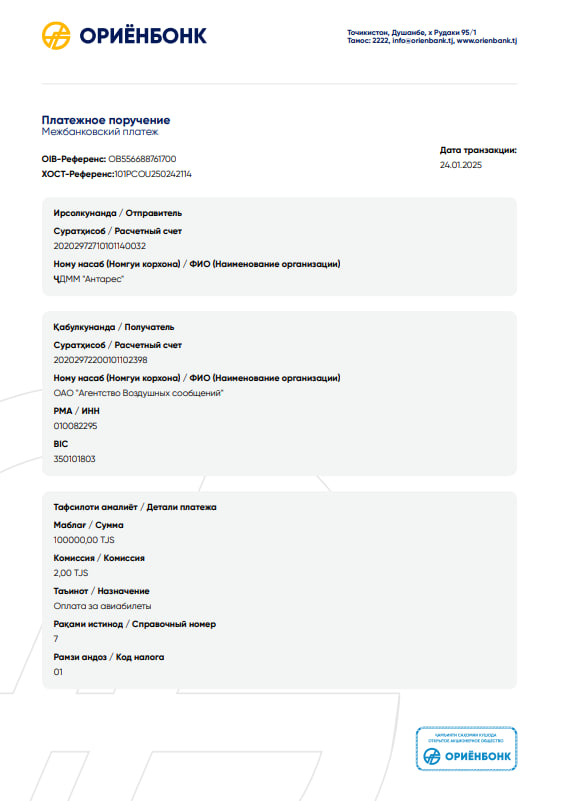 ОРИЁНБОНК
Тоҷикистон, Душанбе, х Рудаки 95/1
Тамос: 2222, info@orienbank.tj, www.orienbank.tj
Платежное поручение
Межбанковский платеж
Дата транзакции:
OIB-Референс: OB556688761700
24.01.2025
ХОСТ-Референс:101PCOU250242114
Ирсолкунанда / Отправитель
Суратҳисоб / Расчетный счет
20202972710101140032
Ному насаб (Номгуи корхона) / ФИО (Наименование организации)
ҶДММ "Антарес"
Қабулкунанда / Получатель
Суратҳисоб / Расчетный счет
20202972200101102398
Ному насаб (Номгуи корхона) / ФИО (Наименование организации)
ОАО "Агентство Воздушных сообщений"
РМА / ИНН
010082295
BIC
350101803
Тафсилоти амалиёт / Детали платежа
Маблағ / Сумма
100000,00 TJS
Комиссия / Комиссия
2,00 TJS
Таъинот / Назначение
Оплата за авиабилеты
Рақами истинод / Справочный номер
7
Рамзи андоз / Код налога
01
ОТКРЫТОЕ АКЦИОНЕРНОЕ ОБЩЕСТВО
ОРИЁНБОНК